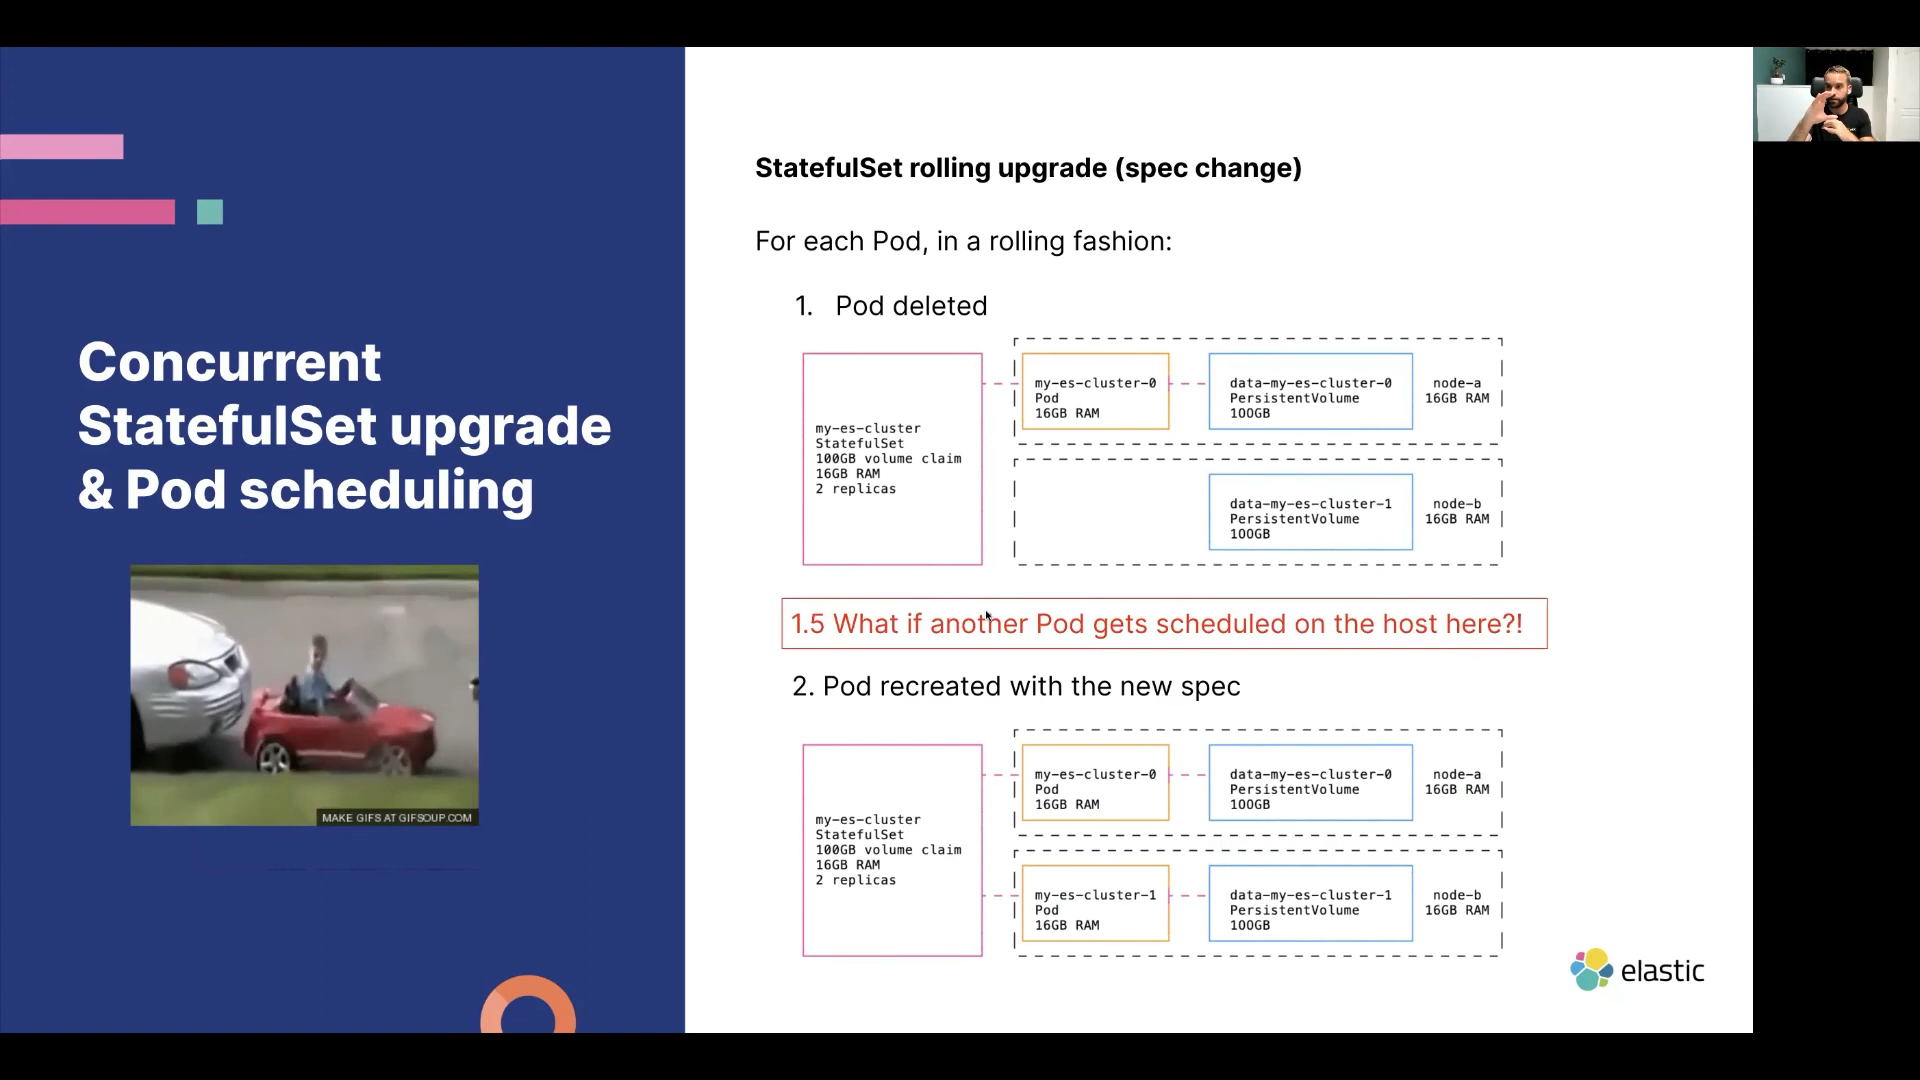 Concurrent
StatefulSet upgrade
& Pod scheduling
MAKE GIFS AT GIFSOUP.COM
StatefulSet rolling upgrade (spec change)
For each Pod, in a rolling fashion:
1. Pod deleted
my-es-cluster
StatefulSet
100GB volume claim
16GB RAM
2 replicas
my-es-cluster-0
Pod
16GB RAM
data-my-es-cluster-0
PersistentVolume
100GB
node-a
16GB RAM
data-my-es-cluster-1
PersistentVolume
100GB
node-b
16GB RAM
1.5 What if another Pod gets scheduled on the host here?!
2. Pod recreated with the new spec
my-es-cluster
StatefulSet
100GB volume claim
16GB RAM
2 replicas
my-es-cluster-0
Pod
16GB RAM
data-my-es-cluster-0
PersistentVolume
100GB
node-a
16GB RAM
my-es-cluster-1
Pod
16GB RAM
data-my-es-cluster-1
PersistentVolume
100GB
node-b
16GB RAM
elastic